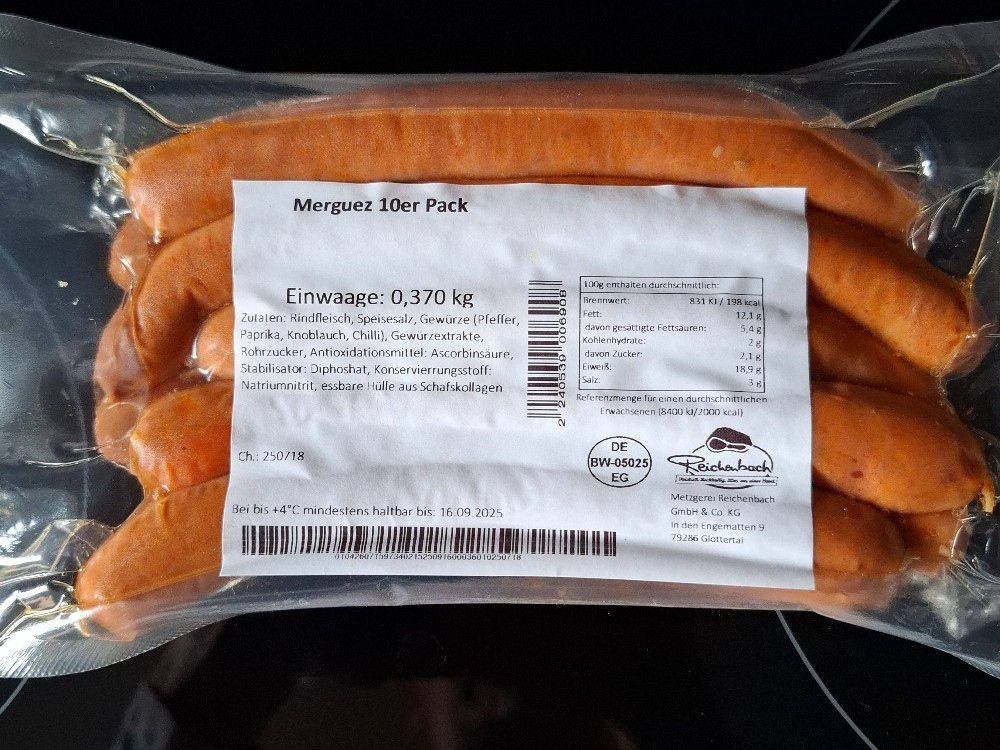 Merguez 10er Pack
Einwaage: 0,370 kg
Zutaten: Rindfleisch, Speisesalz, Gewürze (Pfeffer,
Paprika, Knoblauch, Chilli), Gewürzextrakte,
Rohrzucker, Antioxidationsmittel: Ascorbinsäure,
Stabilisator: Diphoshat, Konservierrungsstoff:
Natriumnitrit, essbare Hülle aus Schafskollagen
2 240539 006908
100g enthalten durchschnittlich:
Brennwert: 831 KJ / 198 kcal
Fett: 12,1 g
davon gesättigte Fettsäuren: 5,4 g
Kohlenhydrate: 2 g
davon Zucker: 2,1 g
Eiweiß: 18,9 g
Salz: 3 g
Referenzmenge für einen durchschnittlichen
Erwachsenen (8400 kJ/2000 kcal)
Ch.: 250718
DE
BW-05025
EG
Reichenbach
Metzgerei Reichenbach
GmbH & Co. KG
In den Engematten 9
79286 Glottertal
Bei bis +4°C mindestens haltbar bis: 16.09.2025